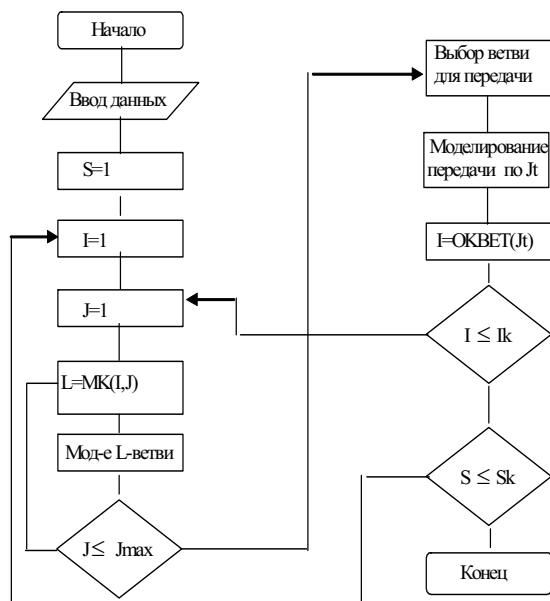 Начало
Ввод данных
S=1
I=1
J=1
L=MK(I,J)
Мод-е L-ветви
J ≤ Jmax
Выбор ветви
для передачи
Моделирование
передачи по Jt
I=OKBET(Jt)
I ≤ Ik
S ≤ Sk
Конец